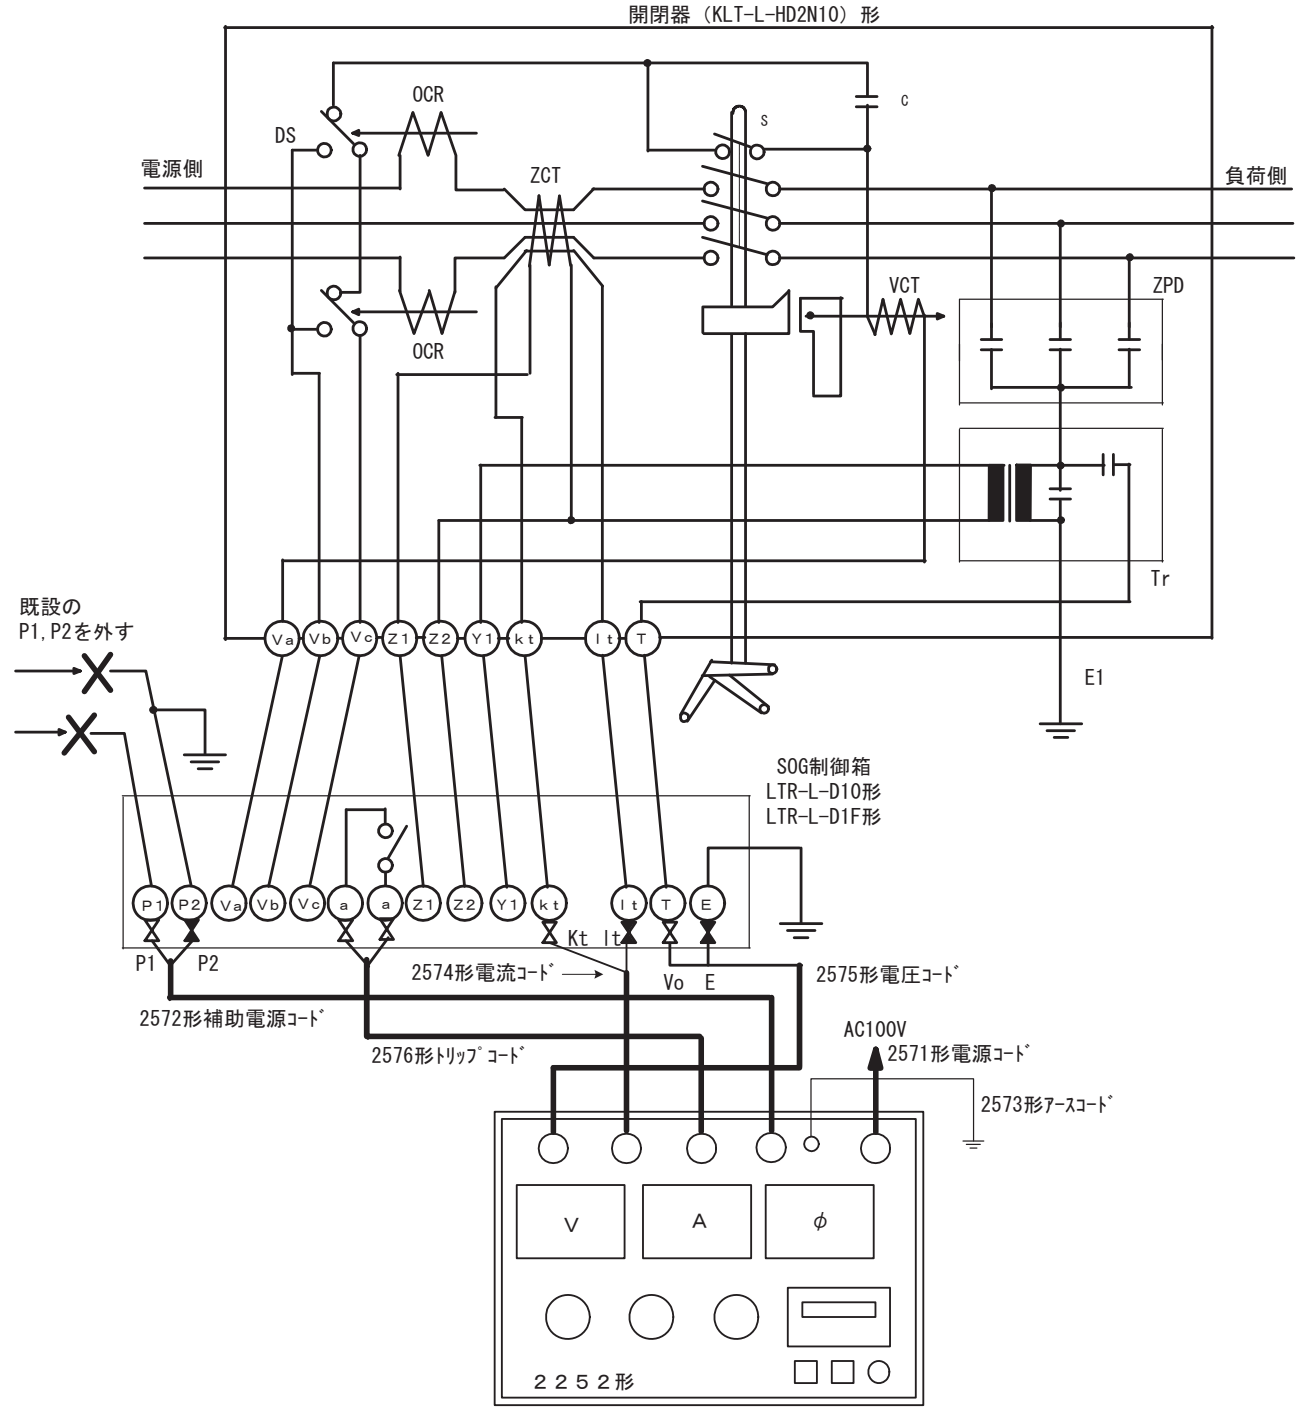 開閉器（KLT-L-HD2N10）形
OCR
C
DS
S
電源側
ZCT
負荷側
VCT
ZPD
OCR
Tr
既設の
P1,P2を外す
Va Vb Vc Z1 Z2 Y1 kt lt T
E1
SOG制御箱
LTR-L-D10形
LTR-L-D1F形
P1 P2 Va Vb Vc a a Z1 Z2 Y1 kt lt T E
Kt lt
P1 P2
2574形電流ｺｰﾄﾞ
Vo E
2575形電圧ｺｰﾄﾞ
2572形補助電源ｺｰﾄﾞ
AC100V
2576形ﾄﾘｯﾌﾟｺｰﾄﾞ
2571形電源ｺｰﾄﾞ
2573形ｱｰｽｺｰﾄﾞ
V
A
φ
２２５２形